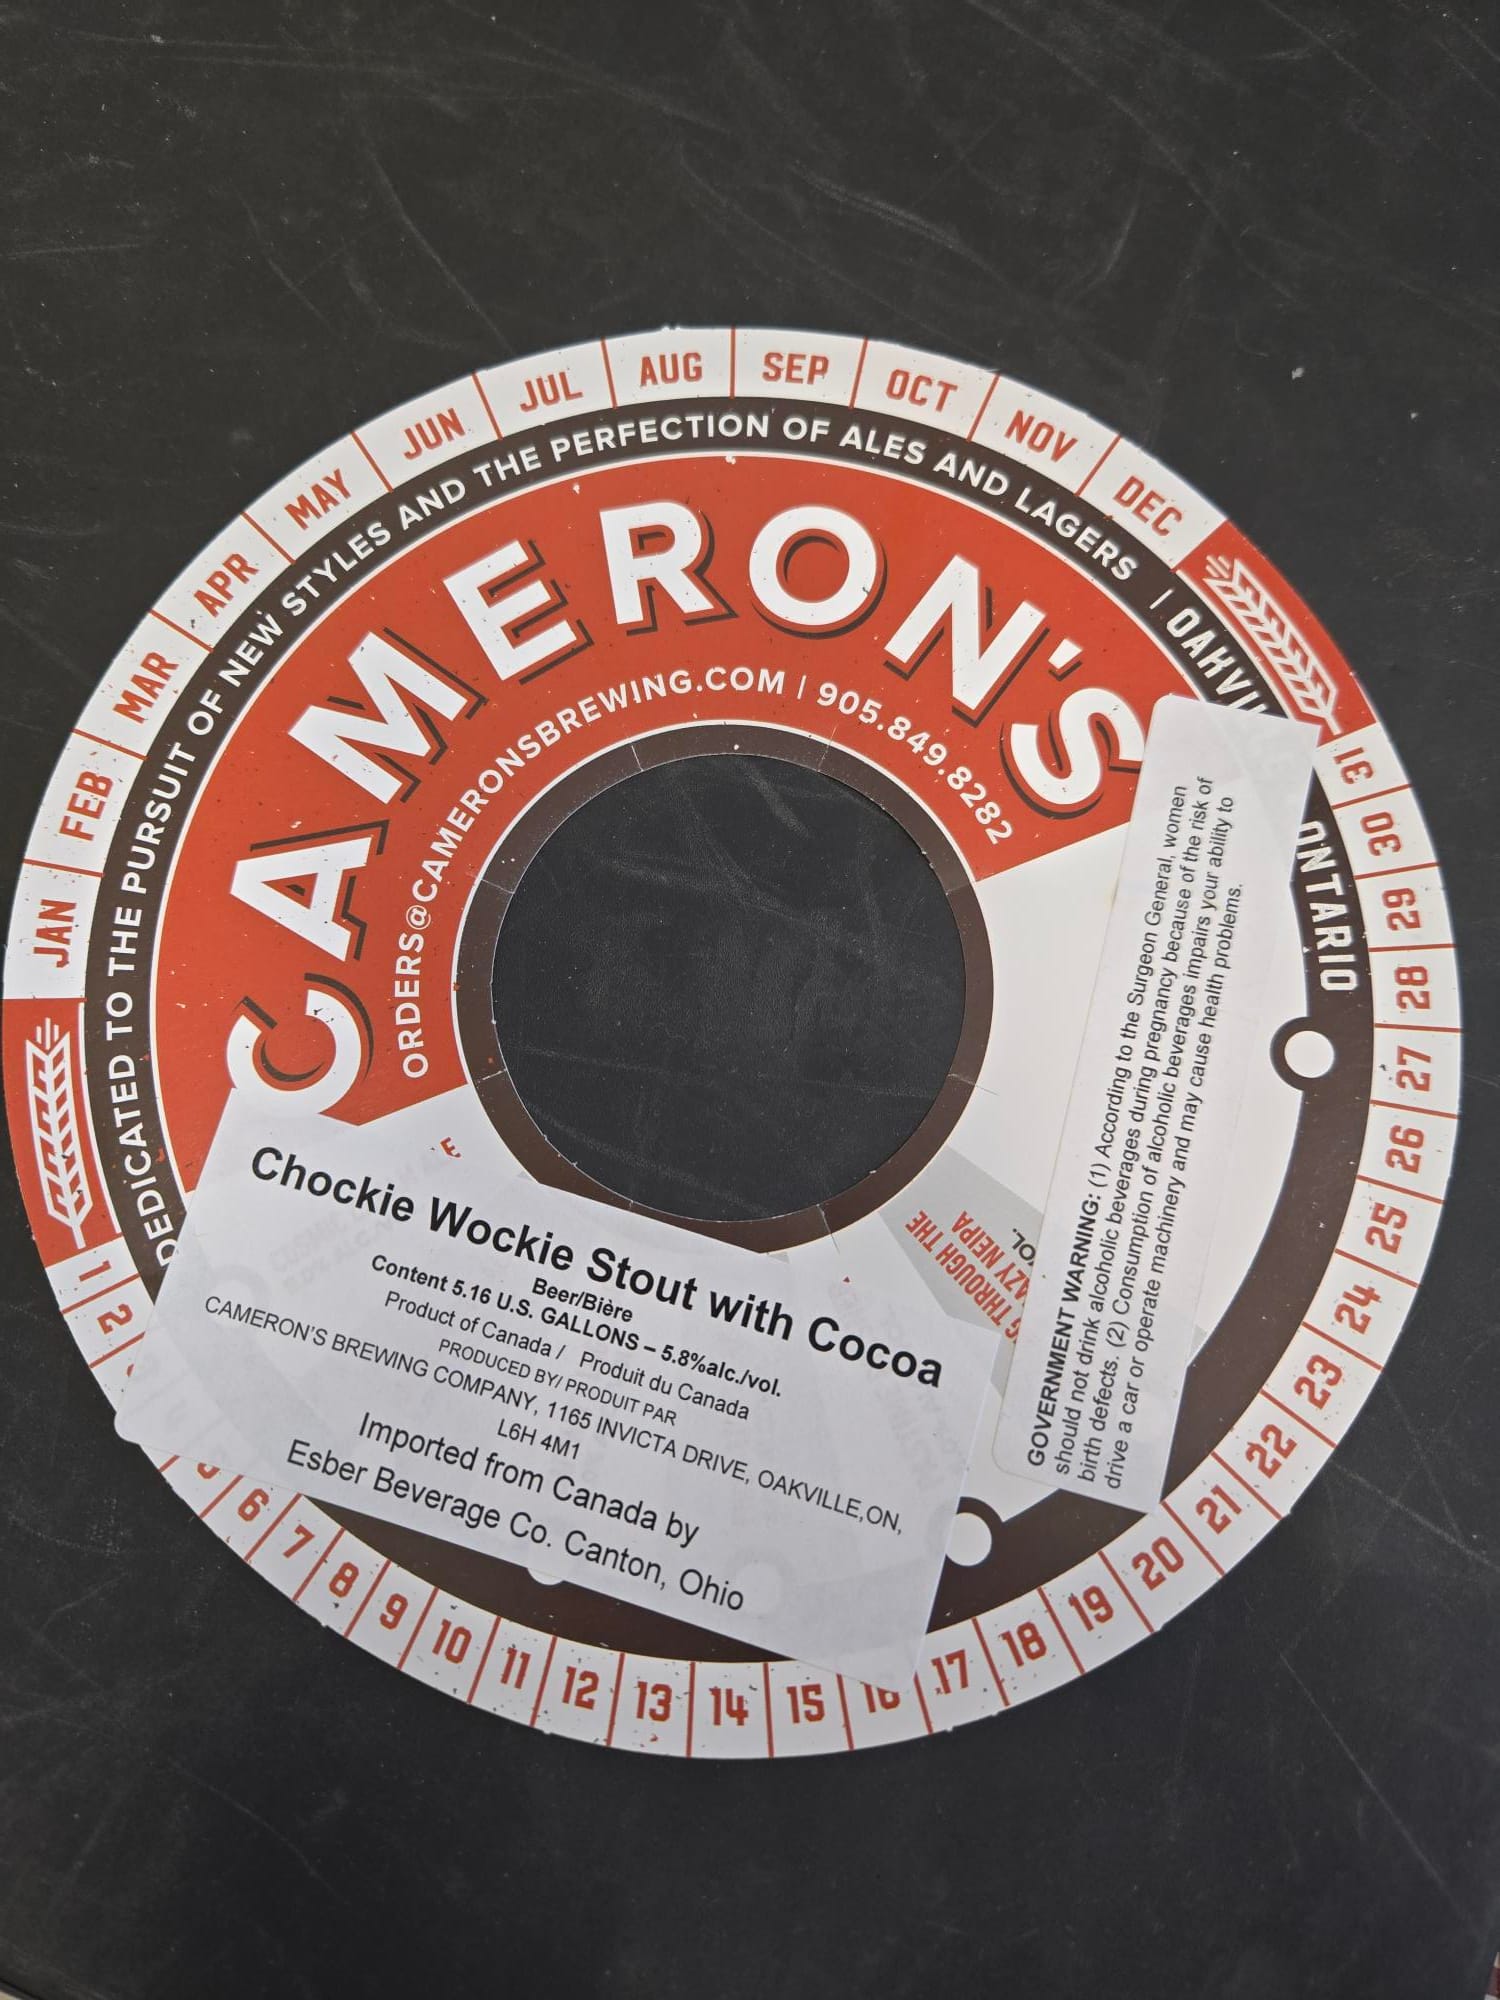 JAN FEB MAR APR MAY JUN JUL AUG SEP OCT NOV DEC
DEDICATED TO THE PURSUIT OF NEW STYLES AND THE PERFECTION OF ALES AND LAGERS | OAKVI ONTARIO
CAMERON'S
ORDERS@CAMERONSBREWING.COM | 905.849.8282
Chockie Wockie Stout with Cocoa
Beer/Bière
Content 5.16 U.S. GALLONS – 5.8%alc./vol.
Product of Canada / Produit du Canada
PRODUCED BY/ PRODUIT PAR
CAMERON'S BREWING COMPANY, 1165 INVICTA DRIVE, OAKVILLE,ON,
L6H 4M1
Imported from Canada by
Esber Beverage Co. Canton, Ohio
GOVERNMENT WARNING: (1) According to the Surgeon General, women
should not drink alcoholic beverages during pregnancy because of the risk of
birth defects. (2) Consumption of alcoholic beverages impairs your ability to
drive a car or operate machinery and may cause health problems.
THROUGH THE
AZY NEIPA
OL.
1 2 6 7 8 9 10 11 12 13 14 15 16 17 18 19 20 21 22 23 24 25 26 27 28 29 30 31